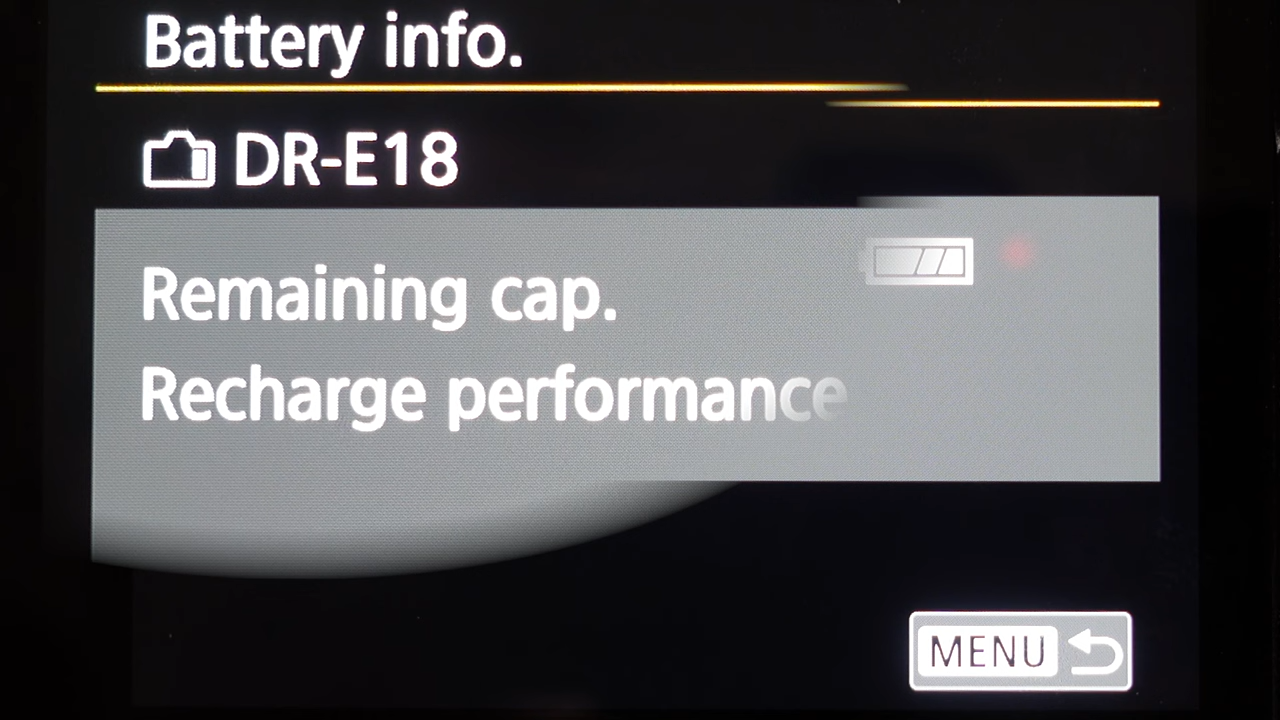 Battery info.
DR-E18
Remaining cap.
Recharge performance
MENU